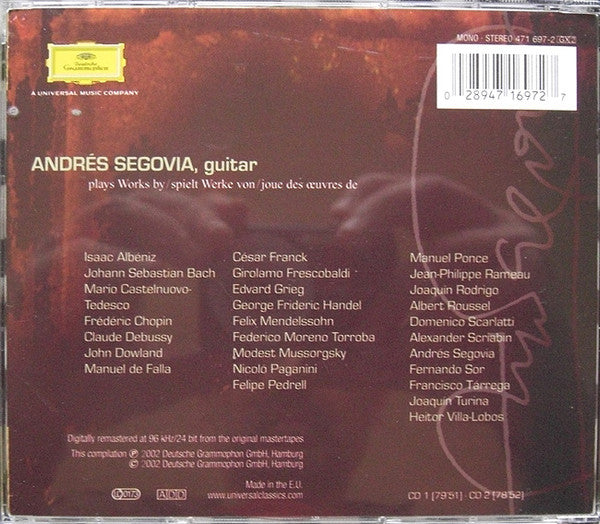 Deutsche
Grammophon
A UNIVERSAL MUSIC COMPANY
MONO · STEREO 471 697-2 GX2
0 28947 16972 7
ANDRÉS SEGOVIA, guitar
plays Works by/spielt Werke von/joue des œuvres de
Isaac Albéniz
Johann Sebastian Bach
Mario Castelnuovo-
Tedesco
Frédéric Chopin
Claude Debussy
John Dowland
Manuel de Falla
César Franck
Girolamo Frescobaldi
Edvard Grieg
George Frideric Handel
Felix Mendelssohn
Federico Moreno Torroba
Modest Mussorgsky
Nicolò Paganini
Felipe Pedrell
Manuel Ponce
Jean-Philippe Rameau
Joaquín Rodrigo
Albert Roussel
Domenico Scarlatti
Alexander Scriabin
Andrés Segovia
Fernando Sor
Francisco Tárrega
Joaquín Turina
Heitor Villa-Lobos
Digitally remastered at 96 kHz/24 bit from the original mastertapes
This compilation ℗ 2002 Deutsche Grammophon GmbH, Hamburg
© 2002 Deutsche Grammophon GmbH, Hamburg
LC 0173
ADD
Made in the E.U.
www.universalclassics.com
CD 1 [79'51] · CD 2 [78'52]